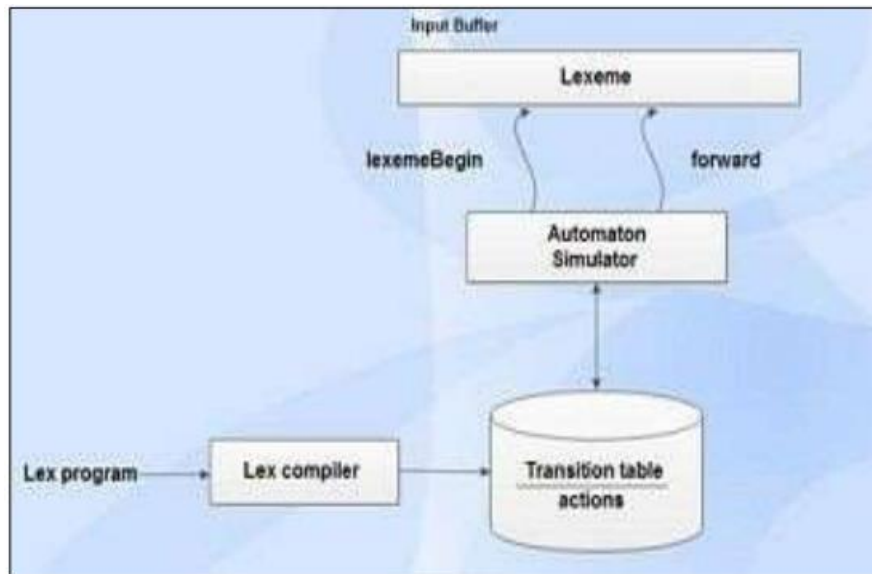 Input Buffer
Lexeme
lexemeBegin
forward
Automaton
Simulator
Lex program
Lex compiler
Transition table
actions